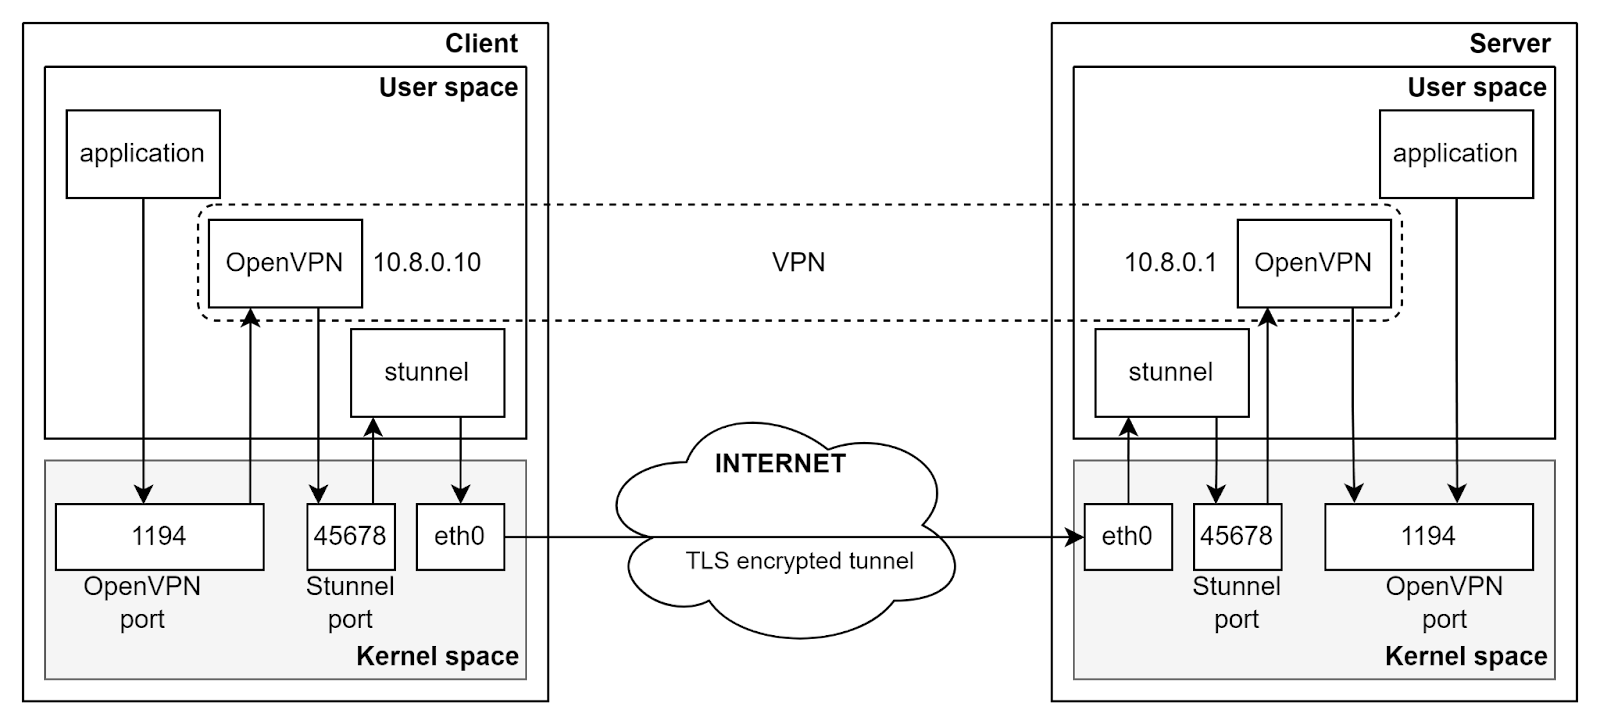 Client
User space
application
OpenVPN
10.8.0.10
stunnel
1194
45678
eth0
OpenVPN
port
Stunnel
port
Kernel space
VPN
INTERNET
TLS encrypted tunnel
Server
User space
application
10.8.0.1
OpenVPN
stunnel
eth0
45678
1194
Stunnel
port
OpenVPN
port
Kernel space